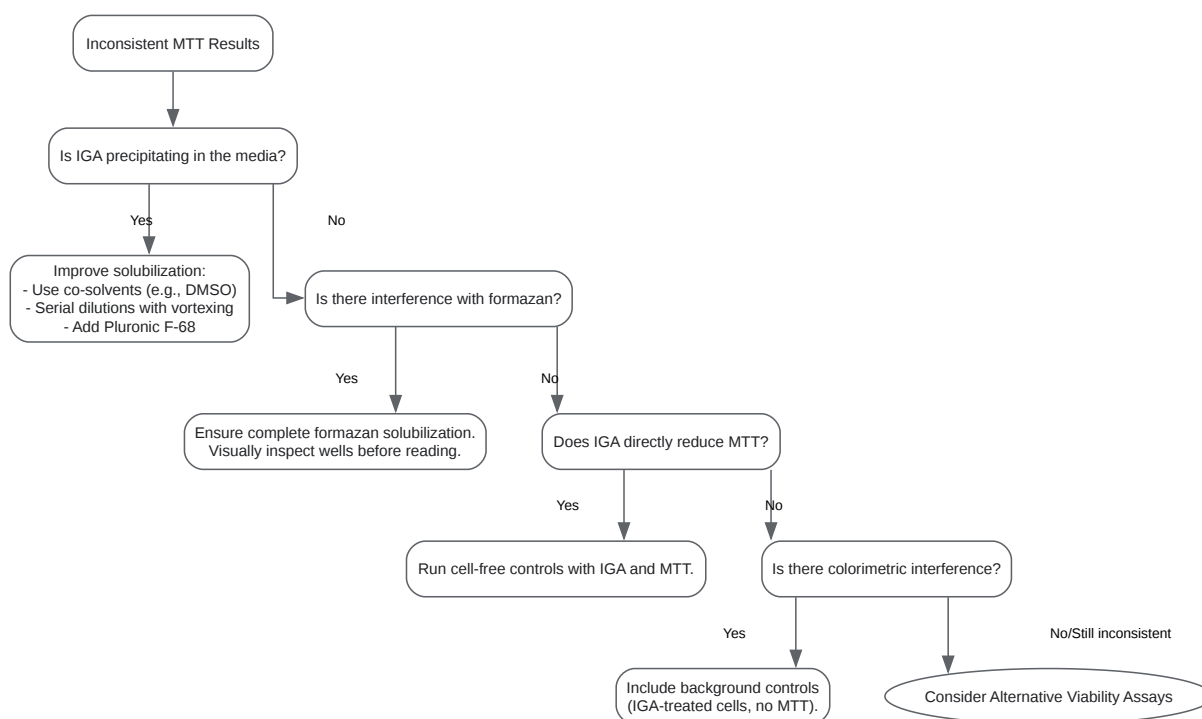 Inconsistent MTT Results
Is IGA precipitating in the media?
Yes
No
Improve solubilization:
- Use co-solvents (e.g., DMSO)
- Serial dilutions with vortexing
- Add Pluronic F-68
Is there interference with formazan?
Yes
No
Ensure complete formazan solubilization.
Visually inspect wells before reading.
Does IGA directly reduce MTT?
Yes
No
Run cell-free controls with IGA and MTT.
Is there colorimetric interference?
Yes
No/Still inconsistent
Include background controls
(IGA-treated cells, no MTT).
Consider Alternative Viability Assays